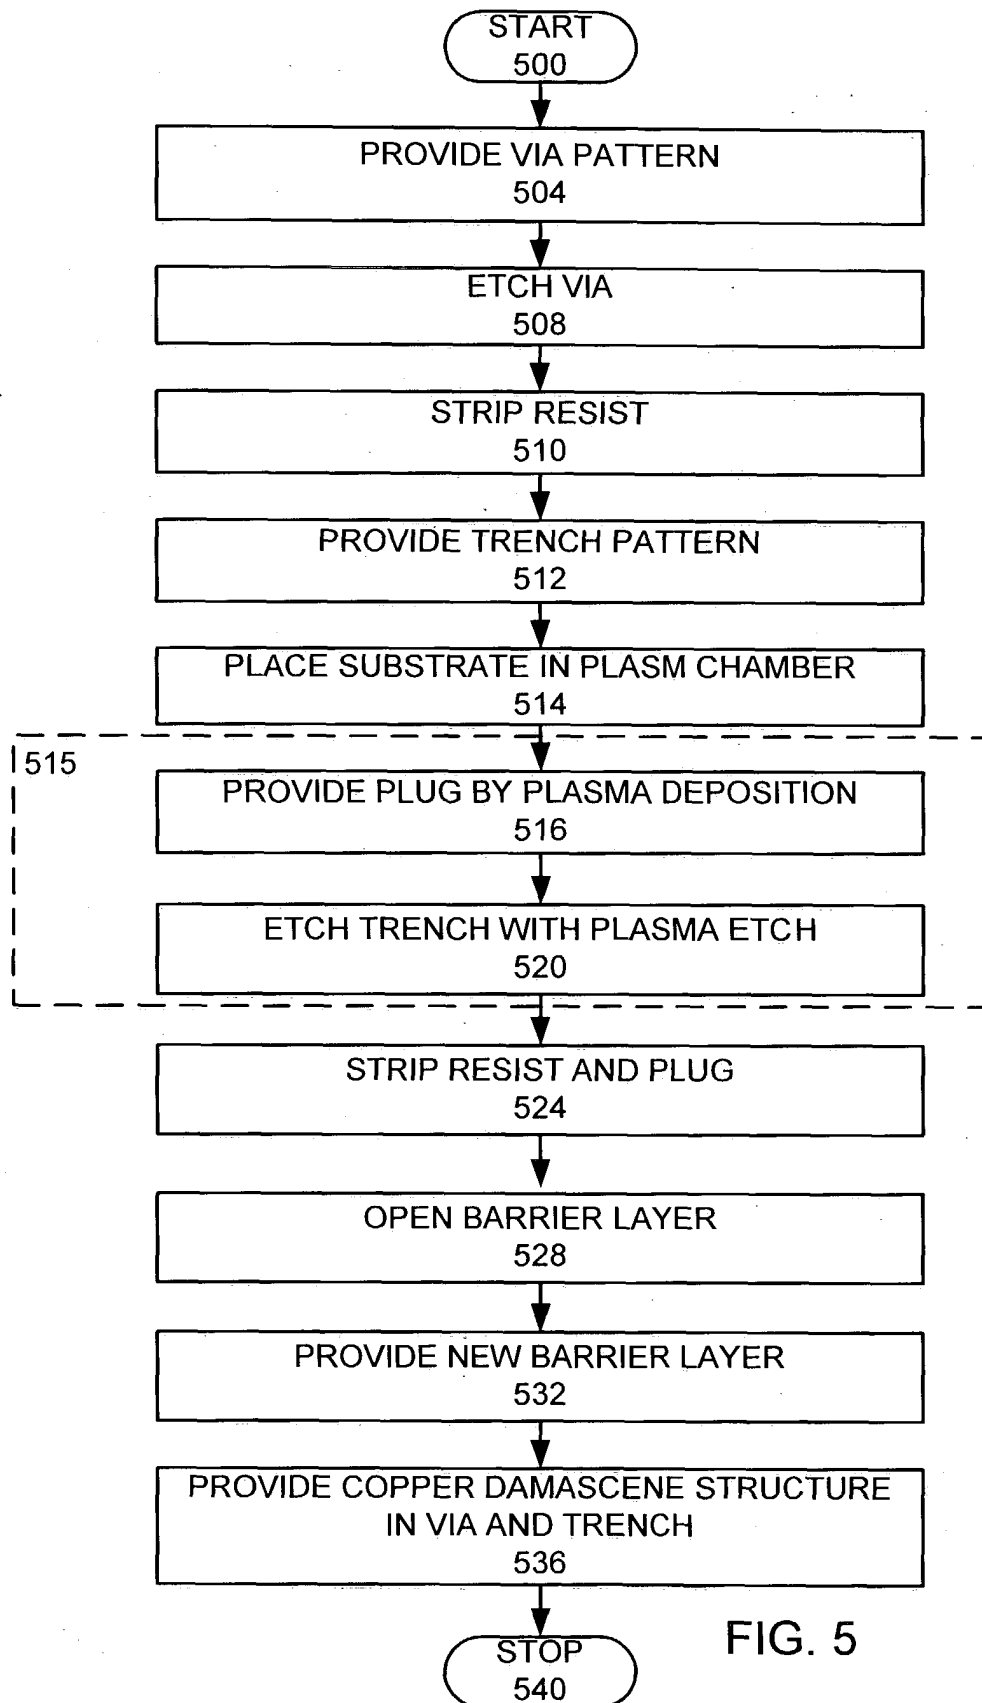 START
500
PROVIDE VIA PATTERN
504
ETCH VIA
508
STRIP RESIST
510
PROVIDE TRENCH PATTERN
512
PLACE SUBSTRATE IN PLASM CHAMBER
514
515
PROVIDE PLUG BY PLASMA DEPOSITION
516
ETCH TRENCH WITH PLASMA ETCH
520
STRIP RESIST AND PLUG
524
OPEN BARRIER LAYER
528
PROVIDE NEW BARRIER LAYER
532
PROVIDE COPPER DAMASCENE STRUCTURE
IN VIA AND TRENCH
536
STOP
540
FIG. 5